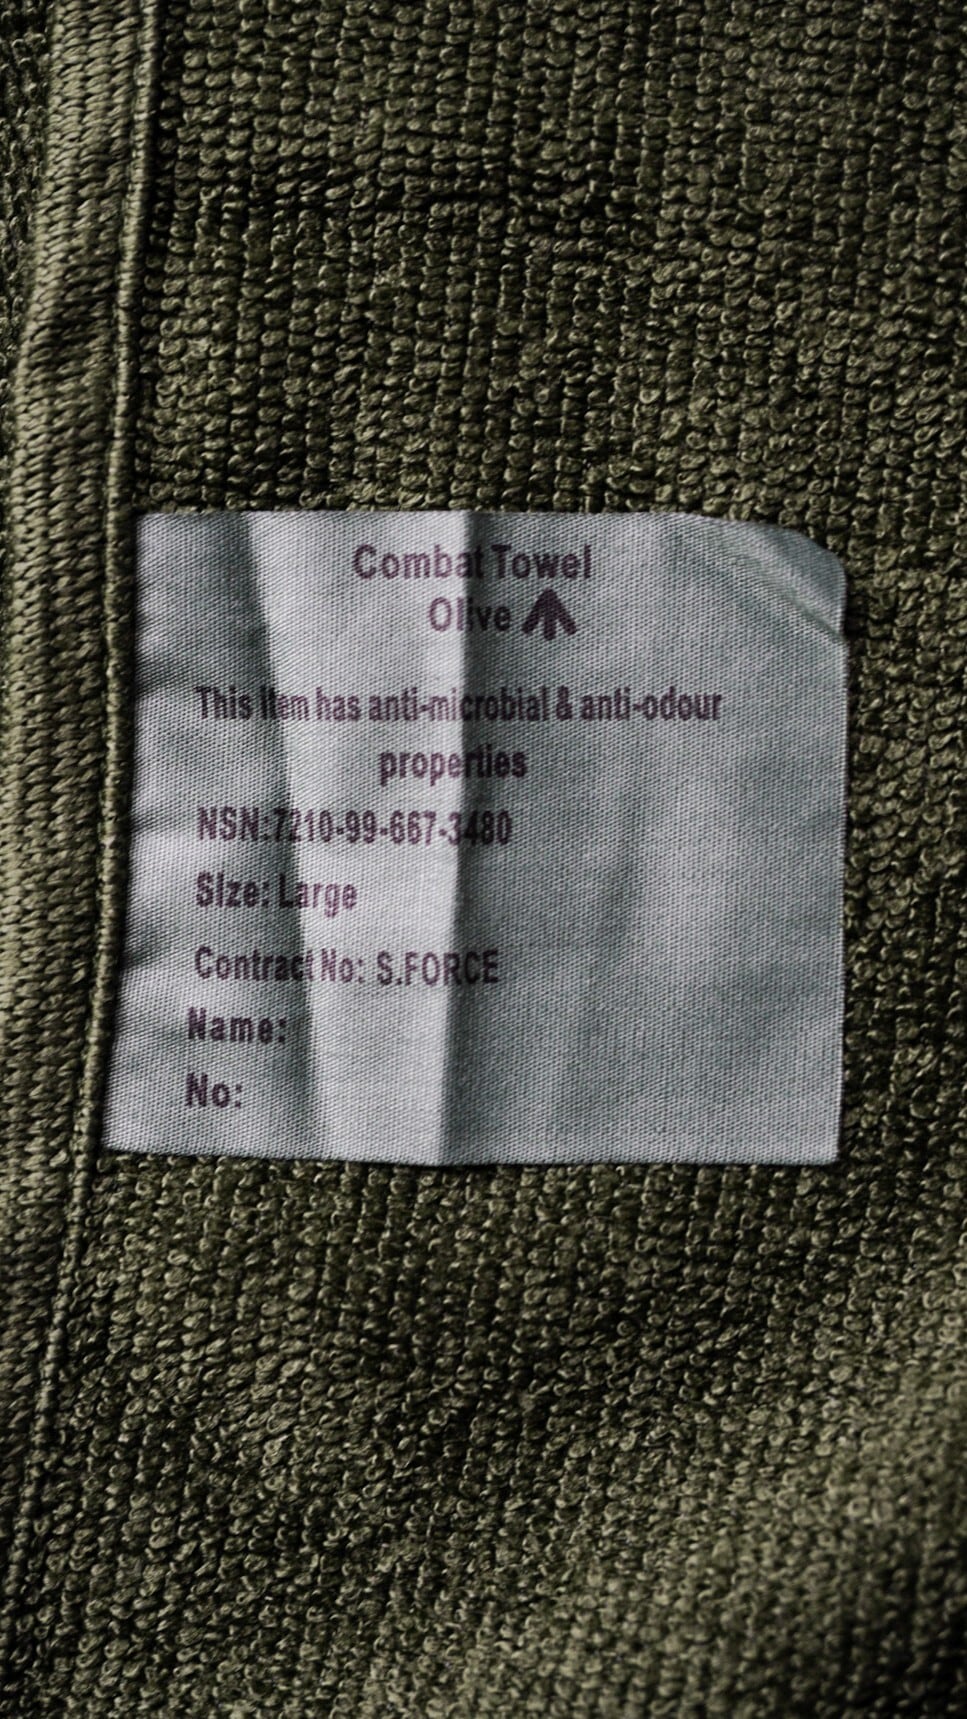 Combat Towel
Olive
This item has anti-microbial & anti-odour
properties
NSN:7210-99-667-3480
Size: Large
Contract No: S.FORCE
Name:
No: